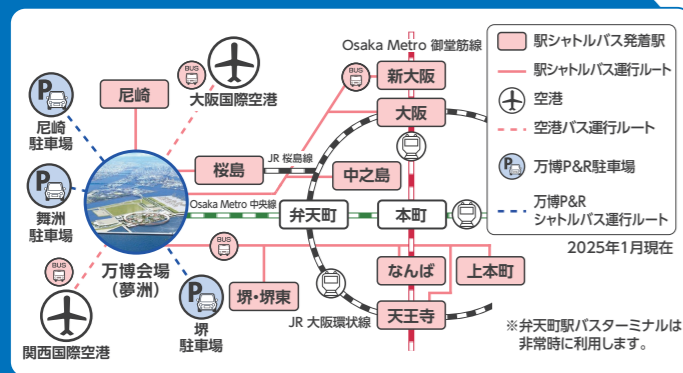 Osaka Metro 御堂筋線
BUS
尼崎
大阪国際空港
BUS
新大阪
P
尼崎
駐車場
大阪
JR 桜島線
桜島
中之島
P
舞洲
駐車場
Osaka Metro 中央線
弁天町
本町
万博会場
(夢洲)
BUS
BUS
なんば
上本町
堺・堺東
P
堺
駐車場
関西国際空港
JR 大阪環状線
天王寺
駅シャトルバス発着駅
駅シャトルバス運行ルート
空港
空港バス運行ルート
P
万博P&R駐車場
万博P&R
シャトルバス運行ルート
2025年1月現在
※弁天町駅バスターミナルは
非常時に利用します。